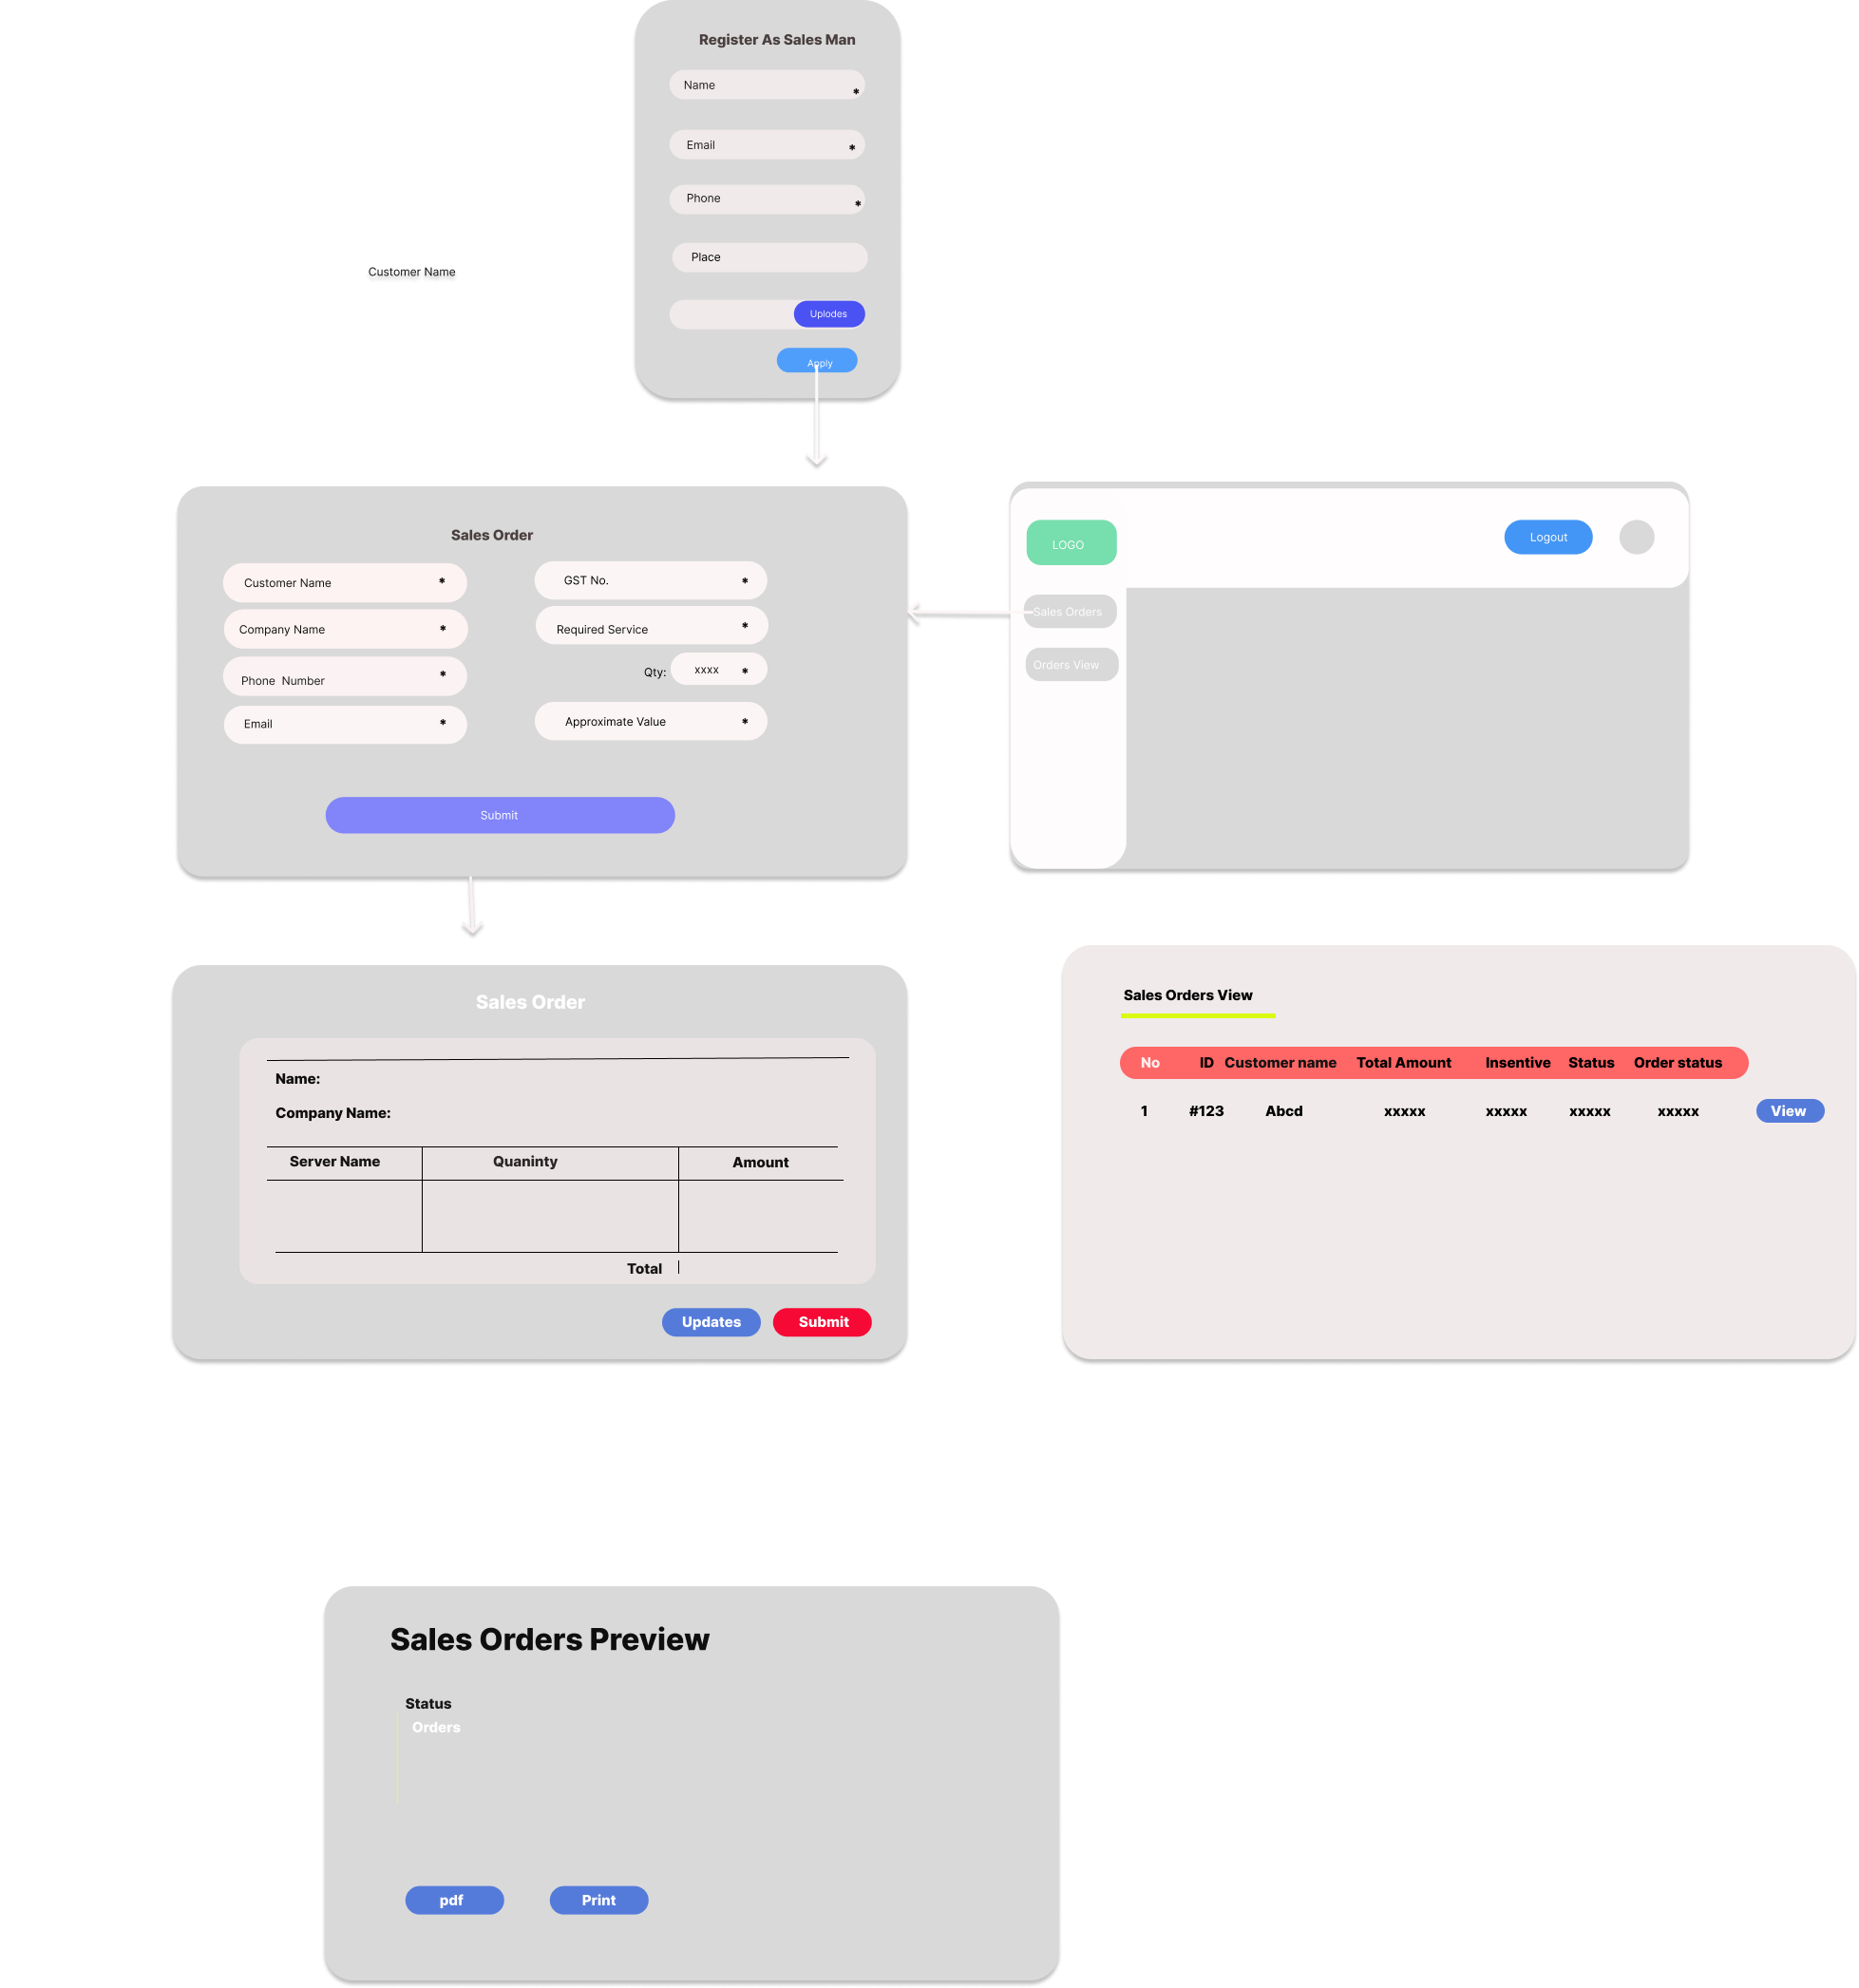 Register As Sales Man
Name *
Email *
Phone *
Place
Uplodes
Apply
Customer Name
Sales Order
Customer Name *
Company Name *
Phone Number *
Email *
GST No. *
Required Service *
Qty: xxxx *
Approximate Value *
Submit
LOGO
Logout
Sales Orders
Orders View
Sales Order
Name:
Company Name:
Server Name Quaninty Amount
Total
Updates Submit
Sales Orders View
No ID Customer name Total Amount Insentive Status Order status
1 #123 Abcd xxxxx xxxxx xxxxx xxxxx View
Sales Orders Preview
Status
Orders
pdf Print